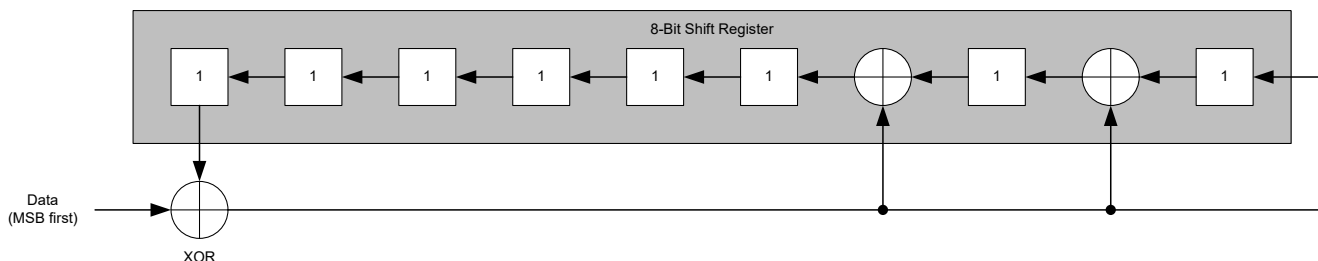 8-Bit Shift Register
1 1 1 1 1 1 1 1
Data
(MSB first)
XOR